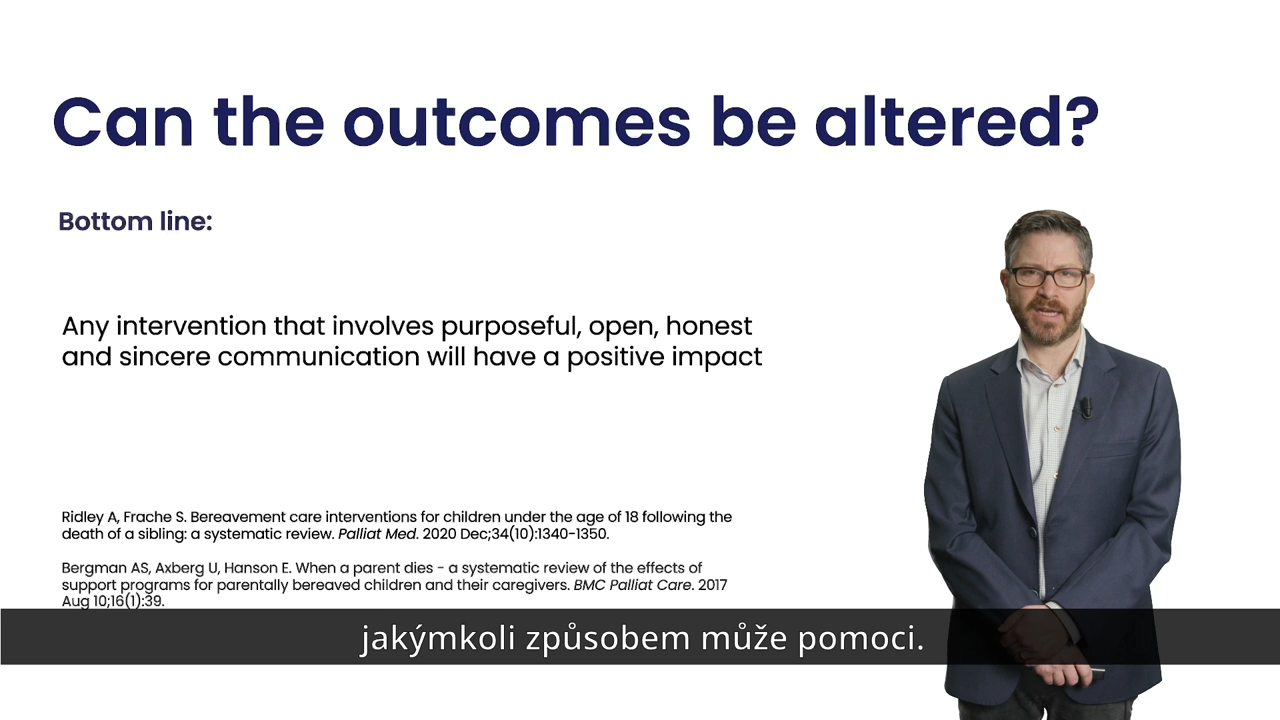 Can the outcomes be altered?
Bottom line:
Any intervention that involves purposeful, open, honest
and sincere communication will have a positive impact
Ridley A, Frache S. Bereavement care interventions for children under the age of 18 following the
death of a sibling: a systematic review. Palliat Med. 2020 Dec;34(10):1340-1350.
Bergman AS, Axberg U, Hanson E. When a parent dies - a systematic review of the effects of
support programs for parentally bereaved children and their caregivers. BMC Palliat Care. 2017
Aug 10;16(1):39.
jakýmkoli způsobem může pomoci.